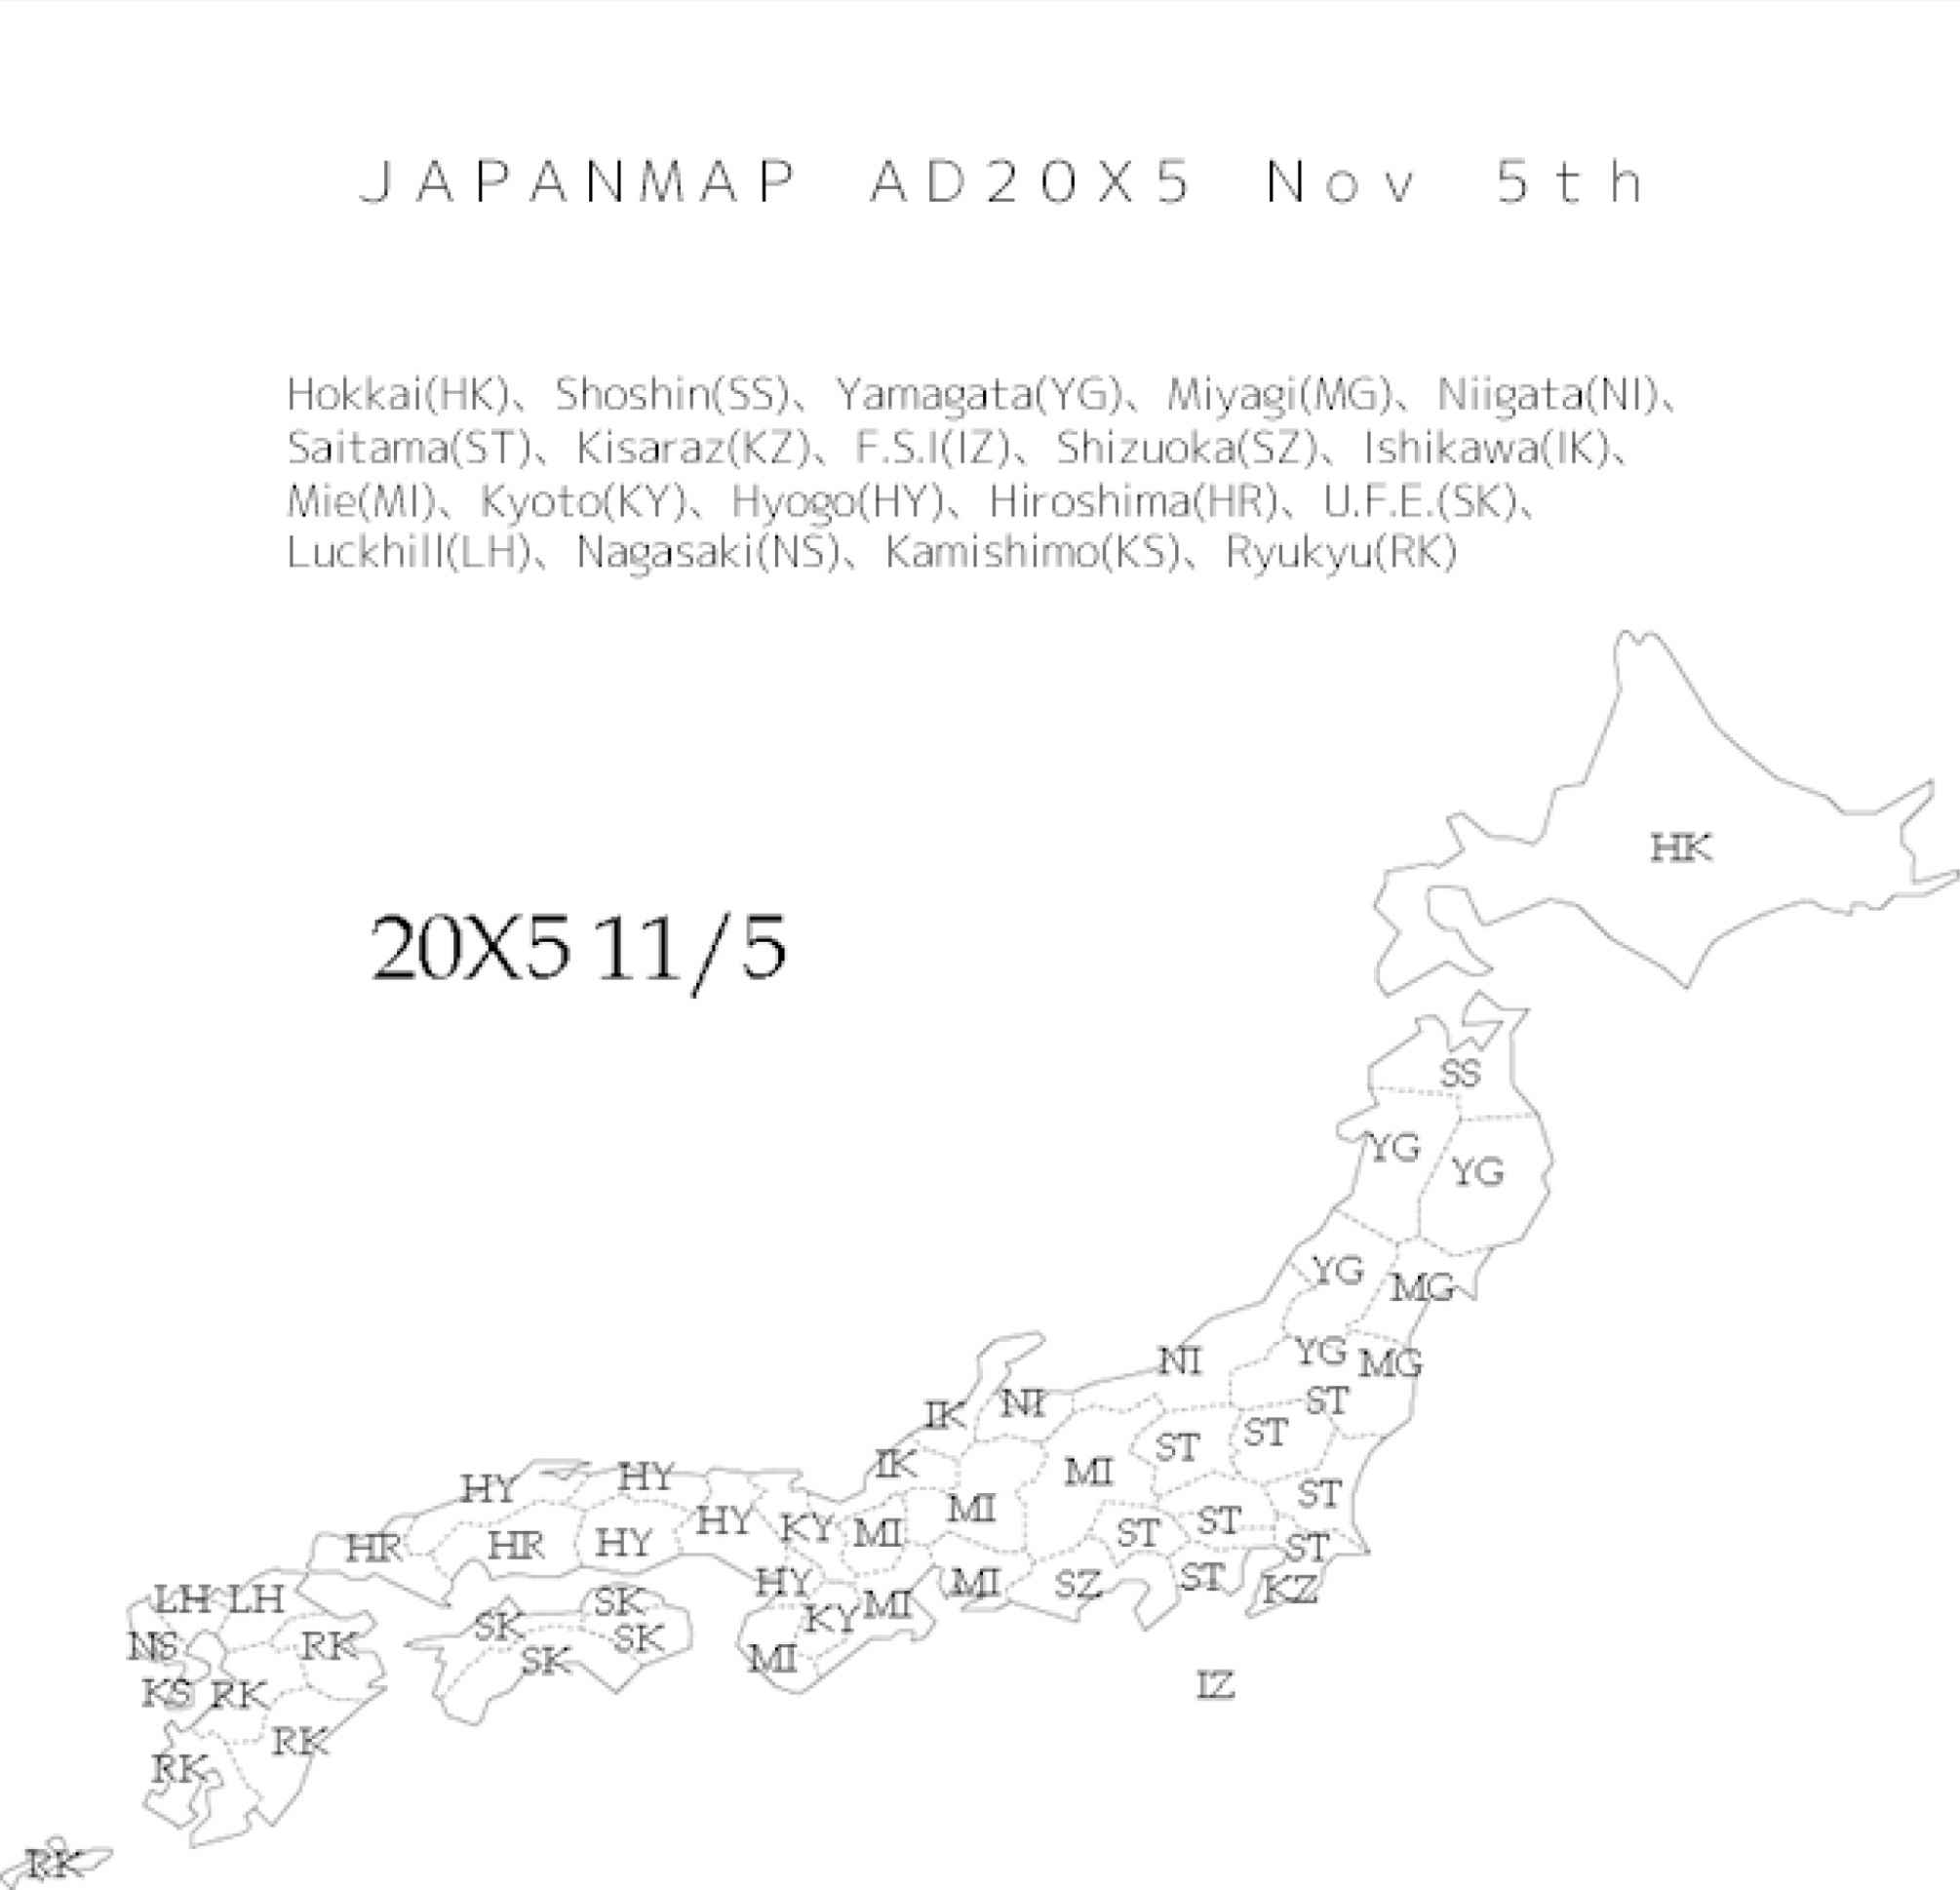 JAPANMAP AD20X5 Nov 5th
Hokkai(HK)、Shoshin(SS)、Yamagata(YG)、Miyagi(MG)、Niigata(NI)、
Saitama(ST)、Kisaraz(KZ)、F.S.I(IZ)、Shizuoka(SZ)、Ishikawa(IK)、
Mie(MI)、Kyoto(KY)、Hyogo(HY)、Hiroshima(HR)、U.F.E.(SK)、
Luckhill(LH)、Nagasaki(NS)、Kamishimo(KS)、Ryukyu(RK)
HK
20X5 11/5
SS
YG
YG
YG
MG
YG
MG
NI
ST
NI
IK
ST
ST
IK
MI
HY
HY
ST
MI
HY
KY
MI
ST
ST
HR
HR
HY
ST
HY
MI
SZ
ST
KZ
LH
LH
SK
MI
KY
SK
SK
NS
RK
SK
MI
IZ
KS
RK
RK
RK
RK